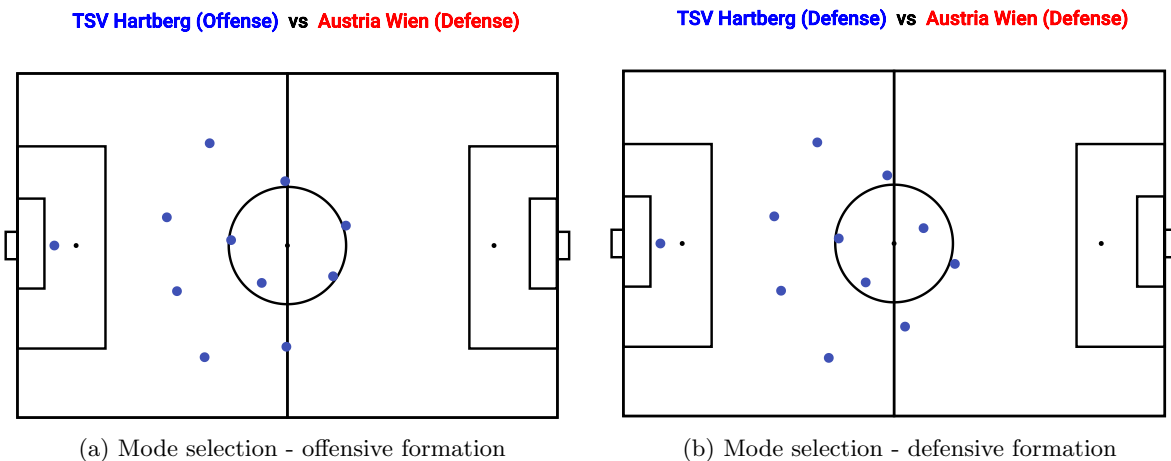 TSV Hartberg (Offense) vs Austria Wien (Defense)
TSV Hartberg (Defense) vs Austria Wien (Defense)
(a) Mode selection - offensive formation
(b) Mode selection - defensive formation